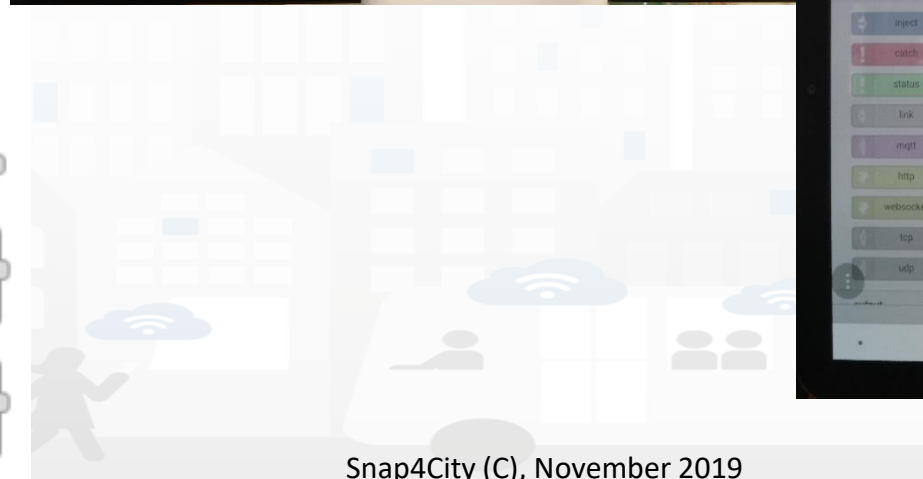 inject
catch
status
link
mqtt
http
websocke
tcp
udp
Snap4City (C), November 2019